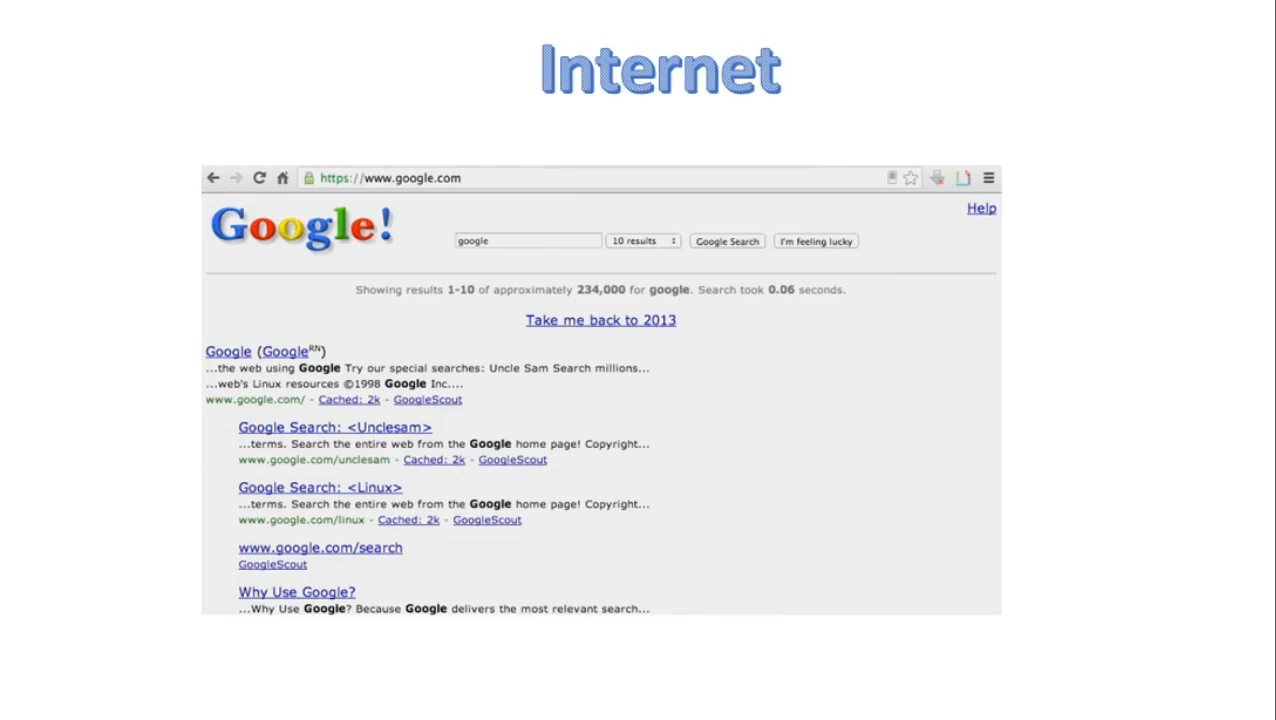 Internet
https://www.google.com
Help
Google!
google 10 results Google Search I'm feeling lucky
Showing results 1-10 of approximately 234,000 for google. Search took 0.06 seconds.
Take me back to 2013
Google (GoogleRN)
...the web using Google Try our special searches: Uncle Sam Search millions...
...web's Linux resources ©1998 Google Inc....
www.google.com/ - Cached: 2k - GoogleScout
Google Search: <Unclesam>
...terms. Search the entire web from the Google home page! Copyright...
www.google.com/unclesam - Cached: 2k - GoogleScout
Google Search: <Linux>
...terms. Search the entire web from the Google home page! Copyright...
www.google.com/linux - Cached: 2k - GoogleScout
www.google.com/search
GoogleScout
Why Use Google?
...Why Use Google? Because Google delivers the most relevant search...